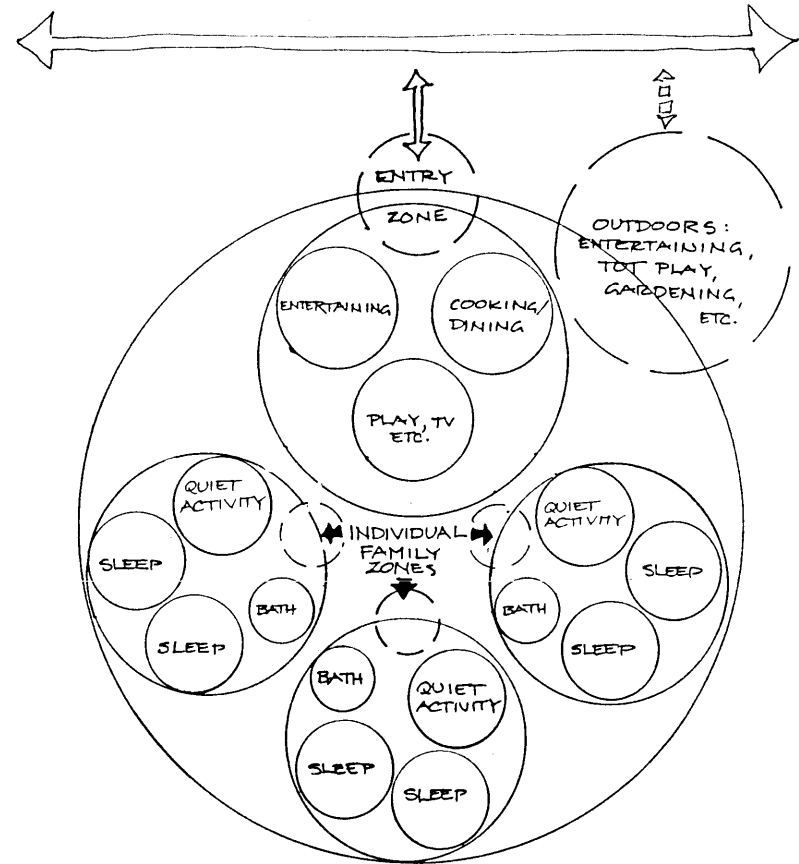 ENTRY
ZONE
OUTDOORS:
ENTERTAINING,
TOT PLAY,
GARDENING,
ETC.
ENTERTAINING
COOKING/
DINING
PLAY, TV
ETC.
QUIET
ACTIVITY
SLEEP
BATH
SLEEP
INDIVIDUAL
FAMILY
ZONES
QUIET
ACTIVITY
SLEEP
BATH
SLEEP
BATH
QUIET
ACTIVITY
SLEEP
SLEEP